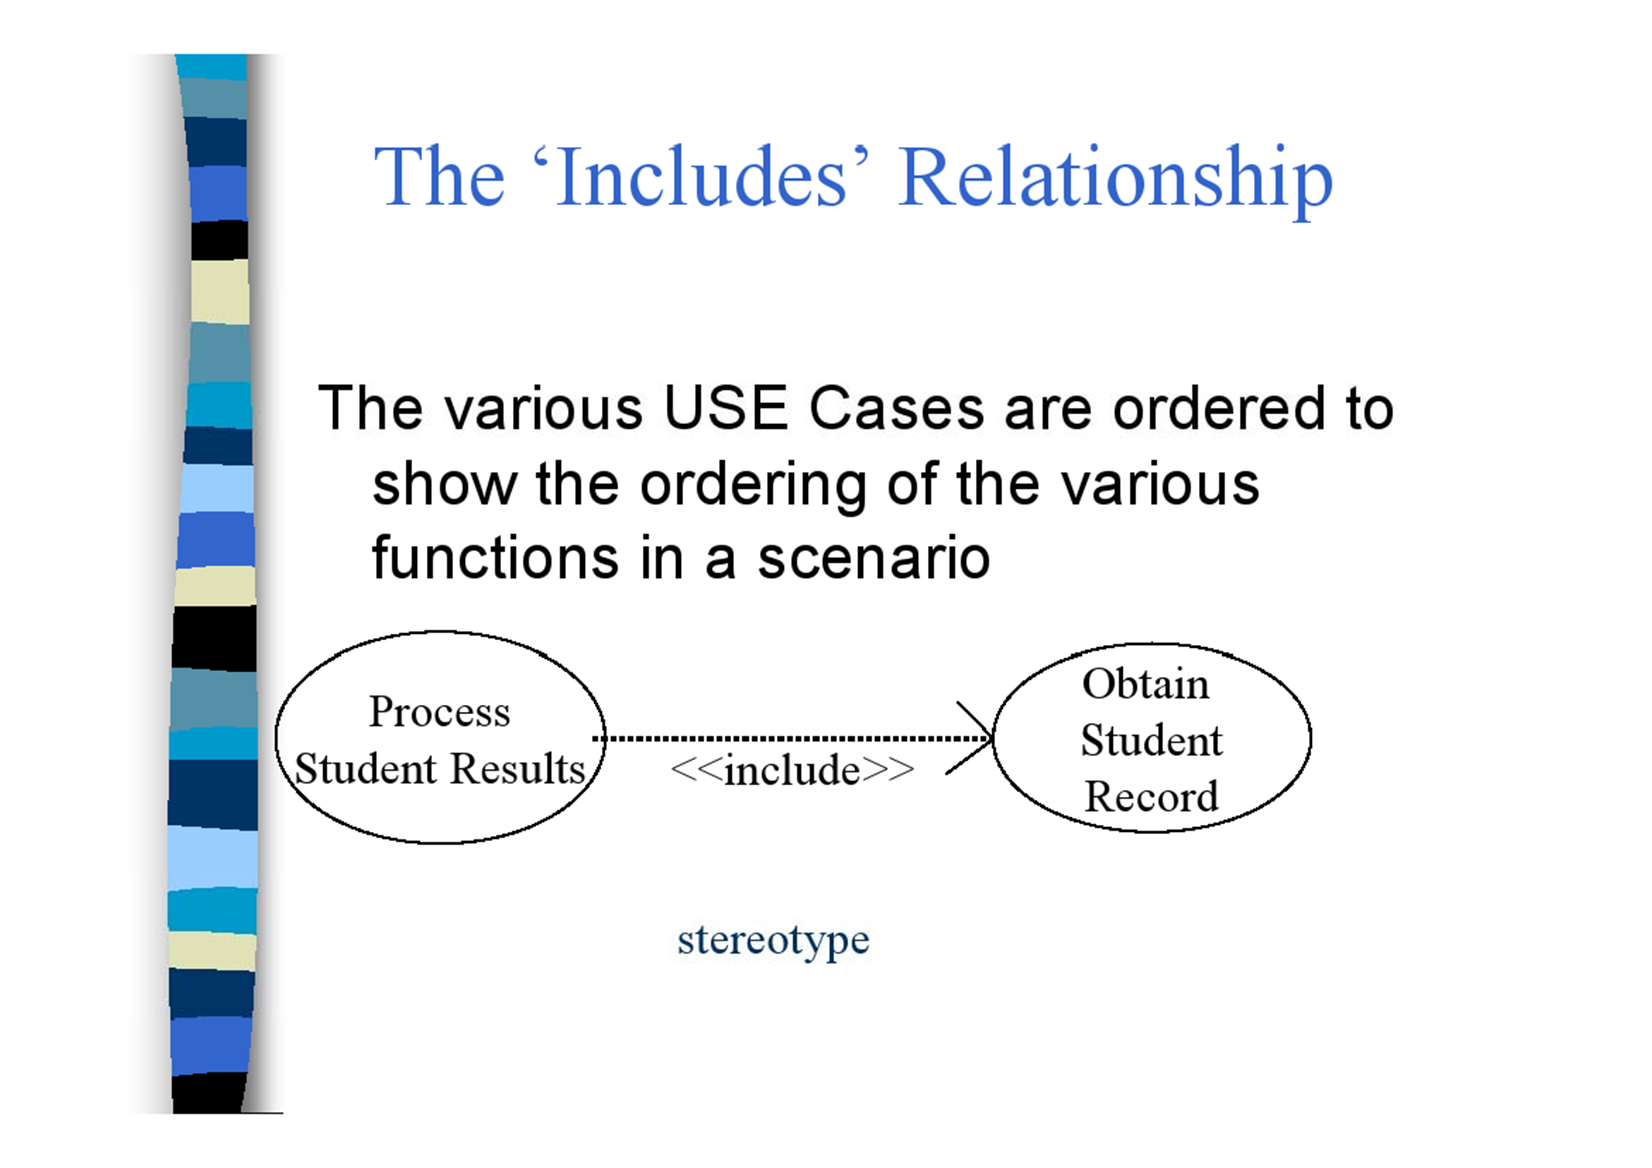 The ‘Includes’ Relationship
The various USE Cases are ordered to
show the ordering of the various
functions in a scenario
Process
Student Results
<<include>>
Obtain
Student
Record
stereotype